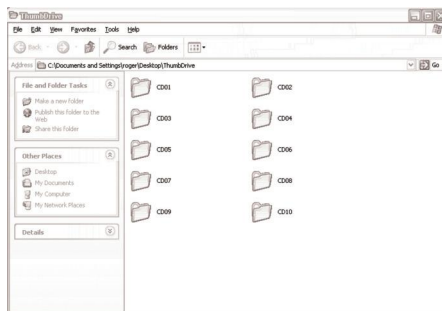 ThumbDrive
File Edit View Favorites Tools Help
Back Search Folders
Address C:\Documents and Settings\roger\Desktop\ThumbDrive Go
File and Folder Tasks
Make a new folder
Publish this folder to the
Web
Share this folder
Other Places
Desktop
My Documents
My Computer
My Network Places
Details
CD01 CD02
CD03 CD04
CD05 CD06
CD07 CD08
CD09 CD10